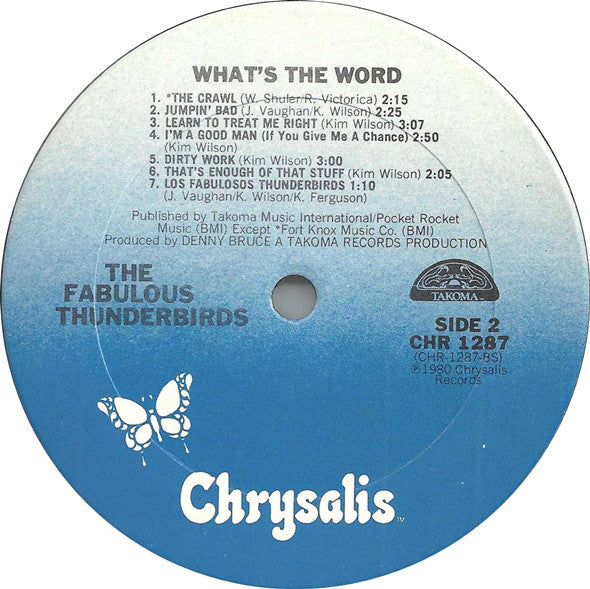 WHAT'S THE WORD
1. *THE CRAWL (W. Shuler/R. Victorica) 2:15
2. JUMPIN' BAD (J. Vaughan/K. Wilson) 2:25
3. LEARN TO TREAT ME RIGHT (Kim Wilson) 3:07
4. I'M A GOOD MAN (If You Give Me A Chance) 2:50
(Kim Wilson)
5. DIRTY WORK (Kim Wilson) 3:00
6. THAT'S ENOUGH OF THAT STUFF (Kim Wilson) 2:05
7. LOS FABULOSOS THUNDERBIRDS 1:10
(J. Vaughan/K. Wilson/K. Ferguson)
Published by Takoma Music International/Pocket Rocket
Music (BMI) Except *Fort Knox Music Co. (BMI)
Produced by DENNY BRUCE A TAKOMA RECORDS PRODUCTION
THE
FABULOUS
THUNDERBIRDS
TAKOMA
SIDE 2
CHR 1287
(CHR-1287-BS)
℗1980 Chrysalis
Records
Chrysalis™